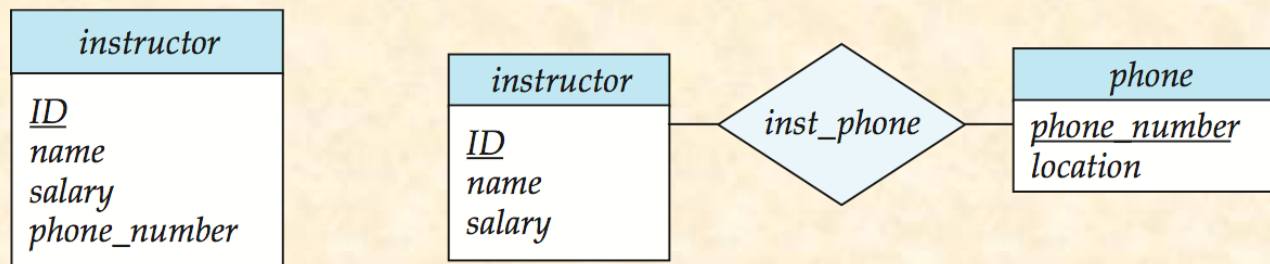 instructor
ID
name
salary
phone_number
instructor
ID
name
salary
inst_phone
phone
phone_number
location